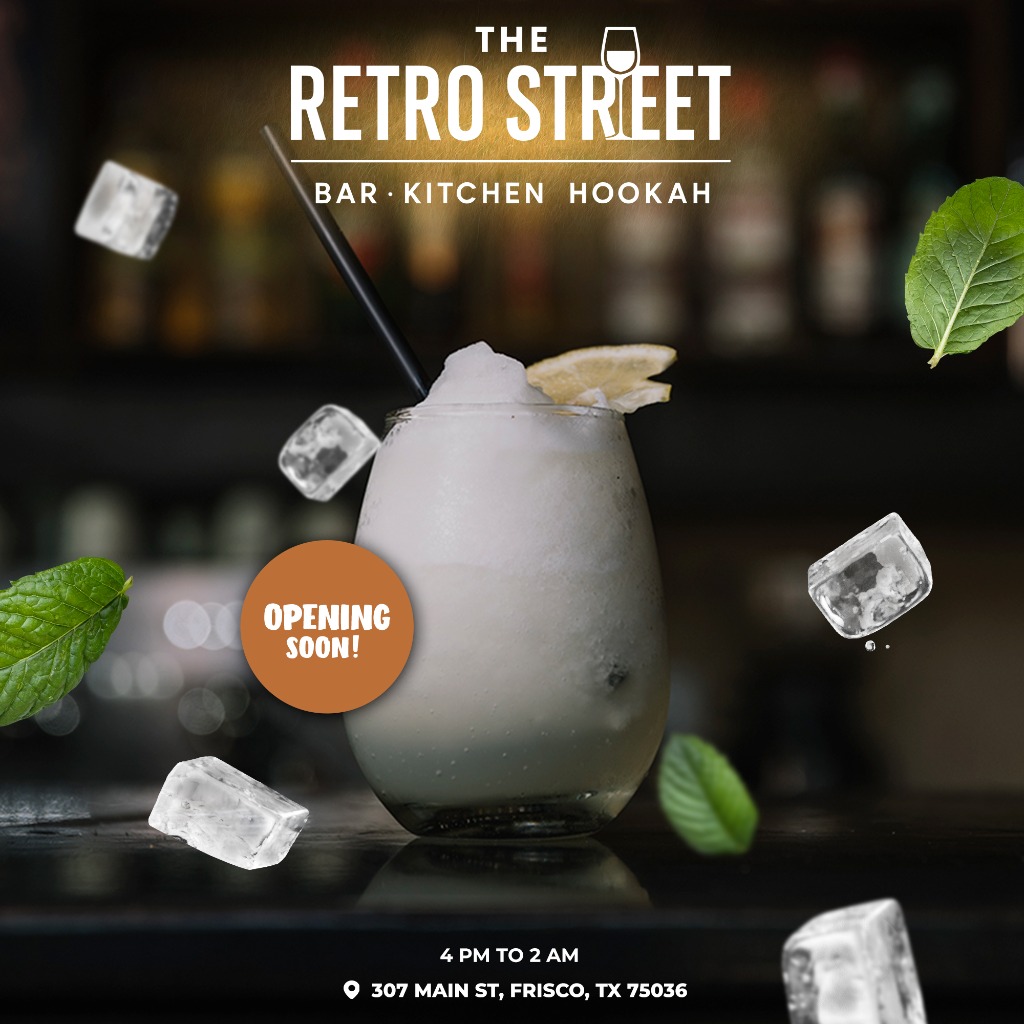 THE
RETRO STREET
BAR · KITCHEN HOOKAH
OPENING
SOON!
4 PM TO 2 AM
307 MAIN ST, FRISCO, TX 75036